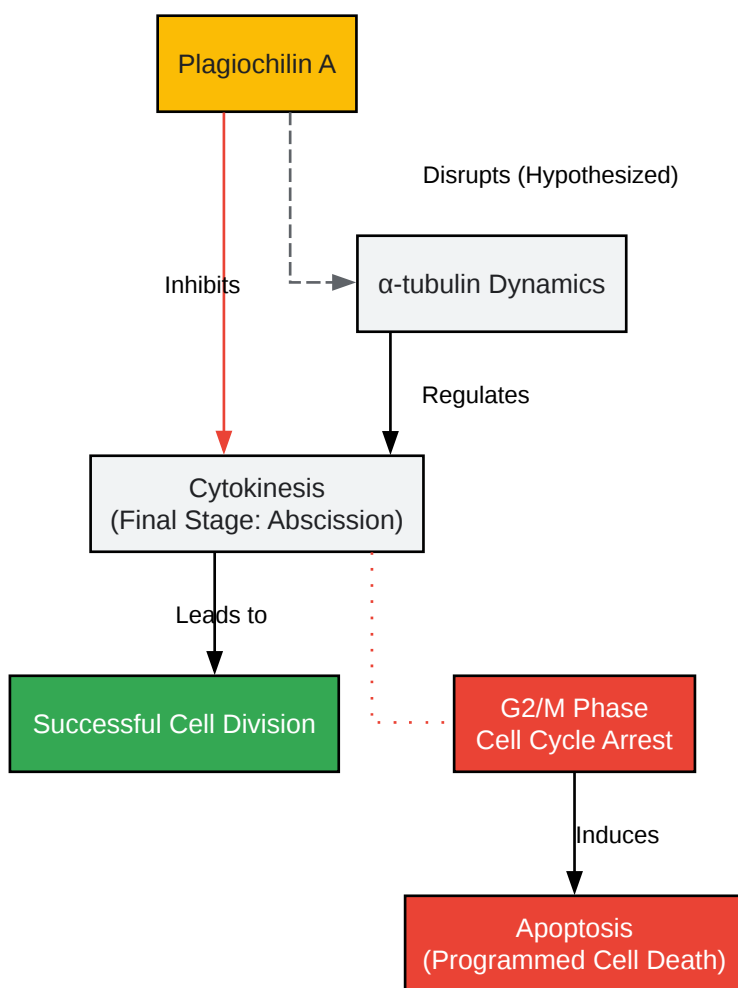 Plagiochilin A
Disrupts (Hypothesized)
Inhibits
α-tubulin Dynamics
Regulates
Cytokinesis
(Final Stage: Abscission)
Leads to
Successful Cell Division
G2/M Phase
Cell Cycle Arrest
Induces
Apoptosis
(Programmed Cell Death)